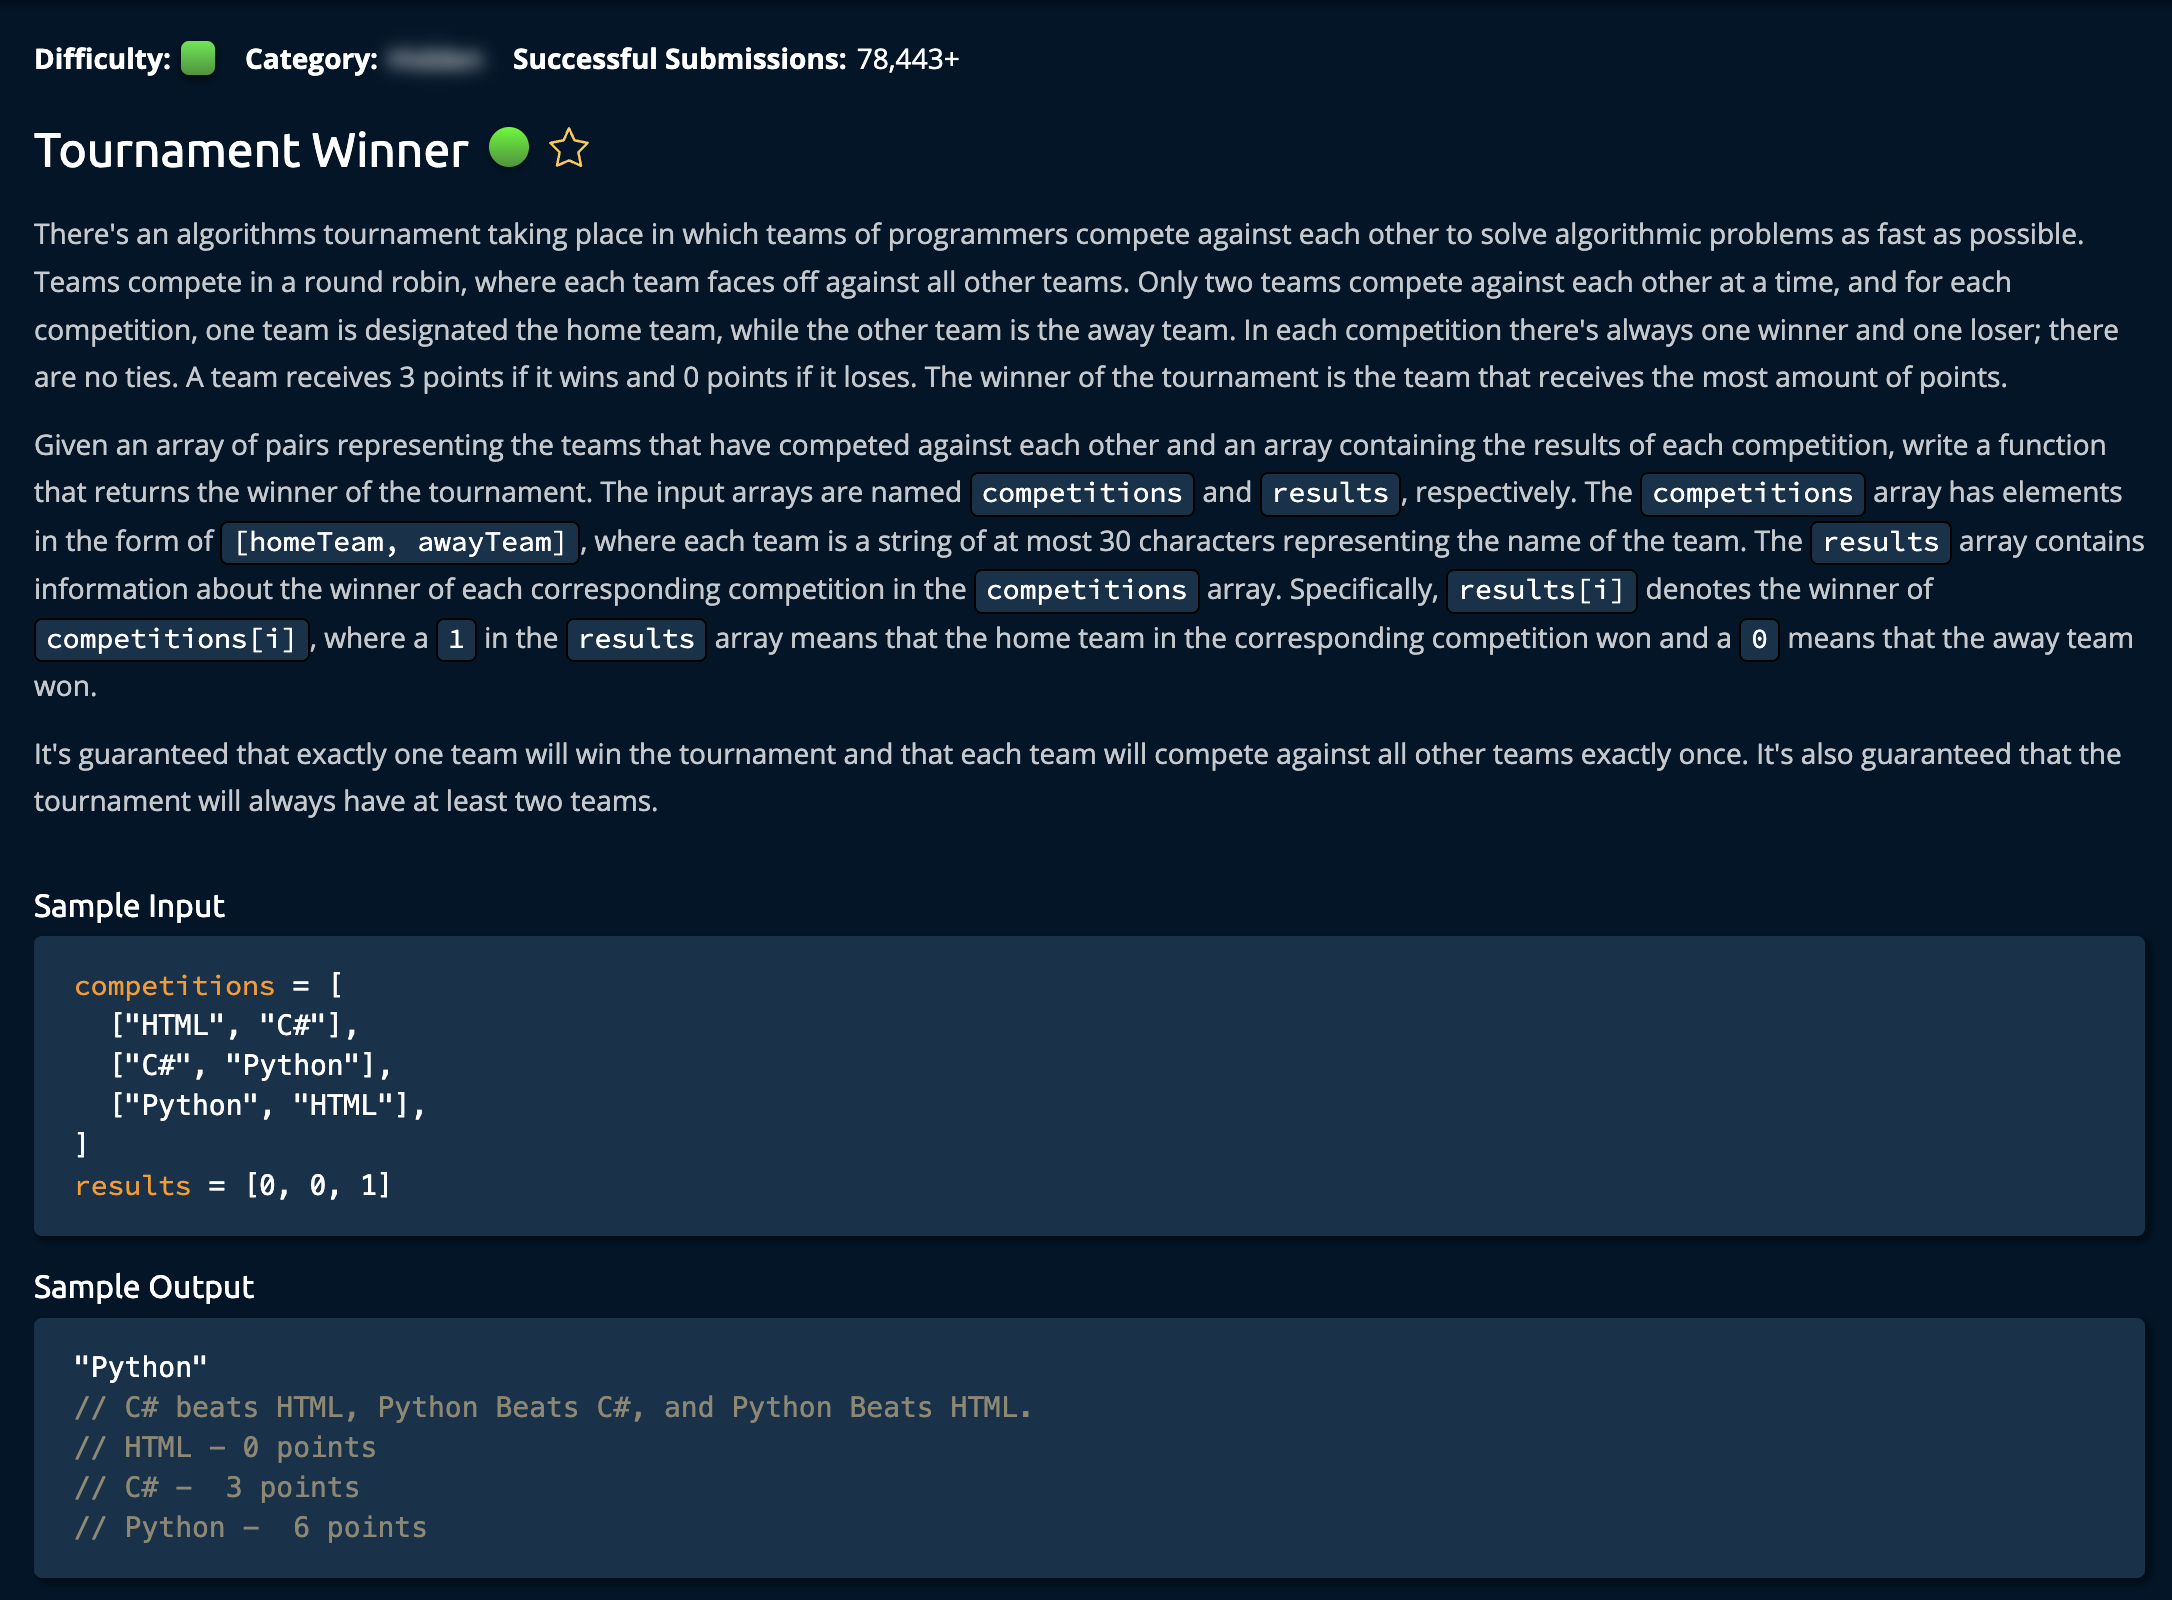 Difficulty: Category: Successful Submissions: 78,443+
Tournament Winner
There's an algorithms tournament taking place in which teams of programmers compete against each other to solve algorithmic problems as fast as possible.
Teams compete in a round robin, where each team faces off against all other teams. Only two teams compete against each other at a time, and for each
competition, one team is designated the home team, while the other team is the away team. In each competition there's always one winner and one loser; there
are no ties. A team receives 3 points if it wins and 0 points if it loses. The winner of the tournament is the team that receives the most amount of points.
Given an array of pairs representing the teams that have competed against each other and an array containing the results of each competition, write a function
that returns the winner of the tournament. The input arrays are named competitions and results, respectively. The competitions array has elements
in the form of [homeTeam, awayTeam], where each team is a string of at most 30 characters representing the name of the team. The results array contains
information about the winner of each corresponding competition in the competitions array. Specifically, results[i] denotes the winner of
competitions[i], where a 1 in the results array means that the home team in the corresponding competition won and a 0 means that the away team
won.
It's guaranteed that exactly one team will win the tournament and that each team will compete against all other teams exactly once. It's also guaranteed that the
tournament will always have at least two teams.
Sample Input
competitions = [
  ["HTML", "C#"],
  ["C#", "Python"],
  ["Python", "HTML"],
]
results = [0, 0, 1]
Sample Output
"Python"
// C# beats HTML, Python Beats C#, and Python Beats HTML.
// HTML - 0 points
// C# -  3 points
// Python -  6 points